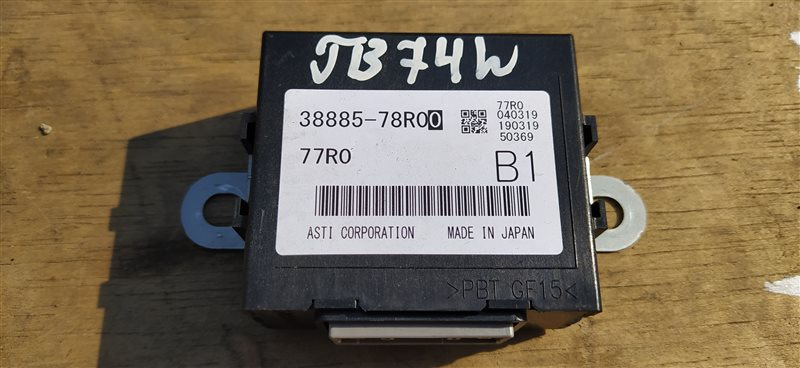 JB74W
38885-78R00
77R0
040319
190319
50369
77R0
B1
ASTI CORPORATION
MADE IN JAPAN
>PBT GF15<